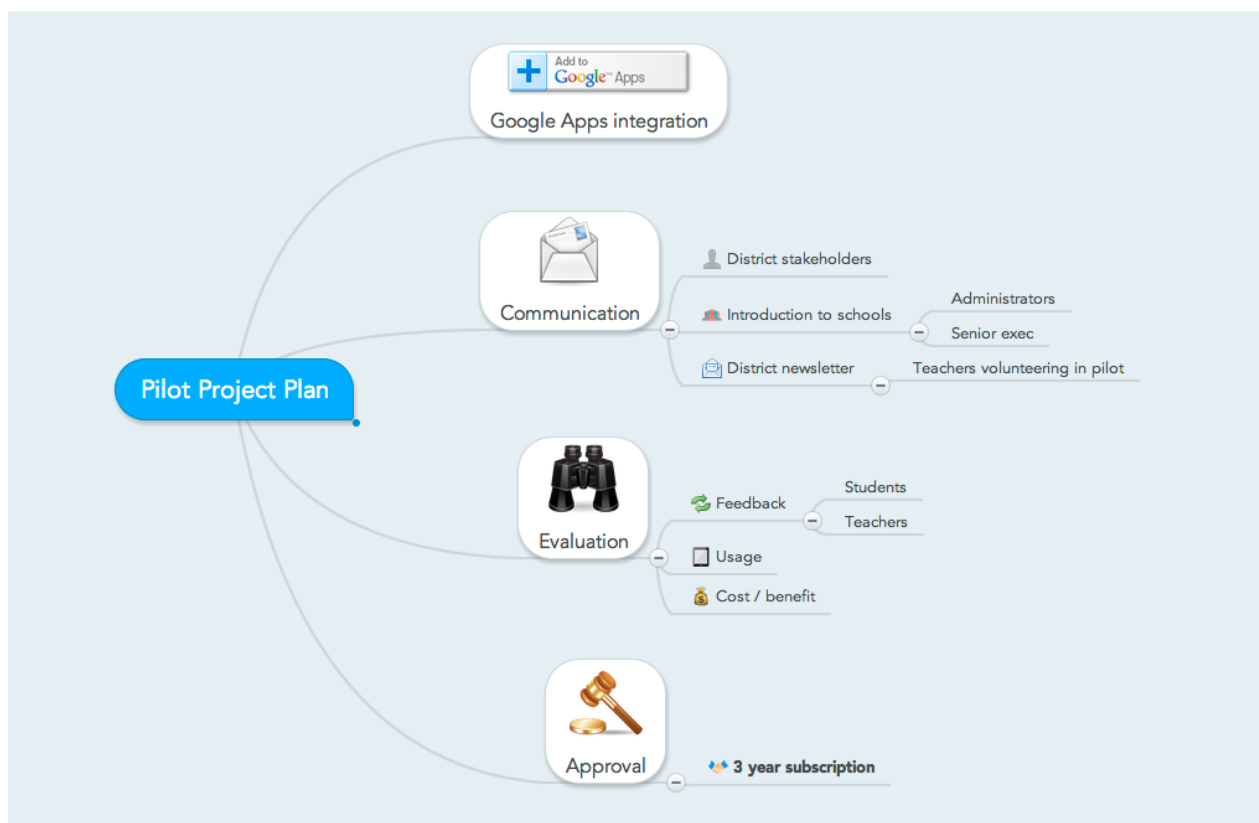 Add to
Google™ Apps
Google Apps integration
Communication
District stakeholders
Introduction to schools
Administrators
Senior exec
District newsletter
Teachers volunteering in pilot
Pilot Project Plan
Evaluation
Feedback
Students
Teachers
Usage
Cost / benefit
Approval
3 year subscription